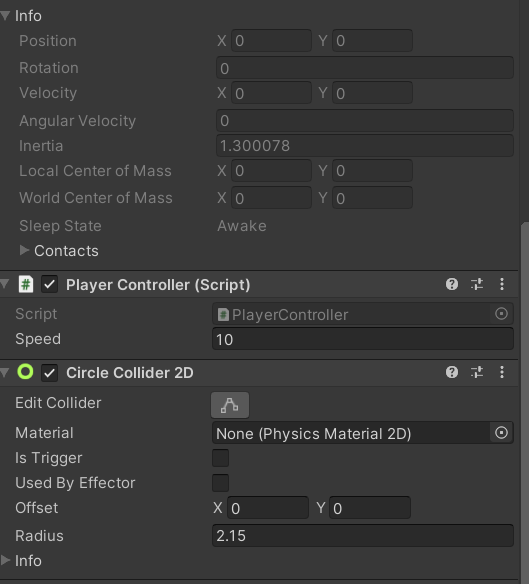 Info
Position X 0 Y 0
Rotation 0
Velocity X 0 Y 0
Angular Velocity 0
Inertia 1.300078
Local Center of Mass X 0 Y 0
World Center of Mass X 0 Y 0
Sleep State Awake
Contacts
# Player Controller (Script)
Script # PlayerController
Speed 10
Circle Collider 2D
Edit Collider
Material None (Physics Material 2D)
Is Trigger
Used By Effector
Offset X 0 Y 0
Radius 2.15
Info